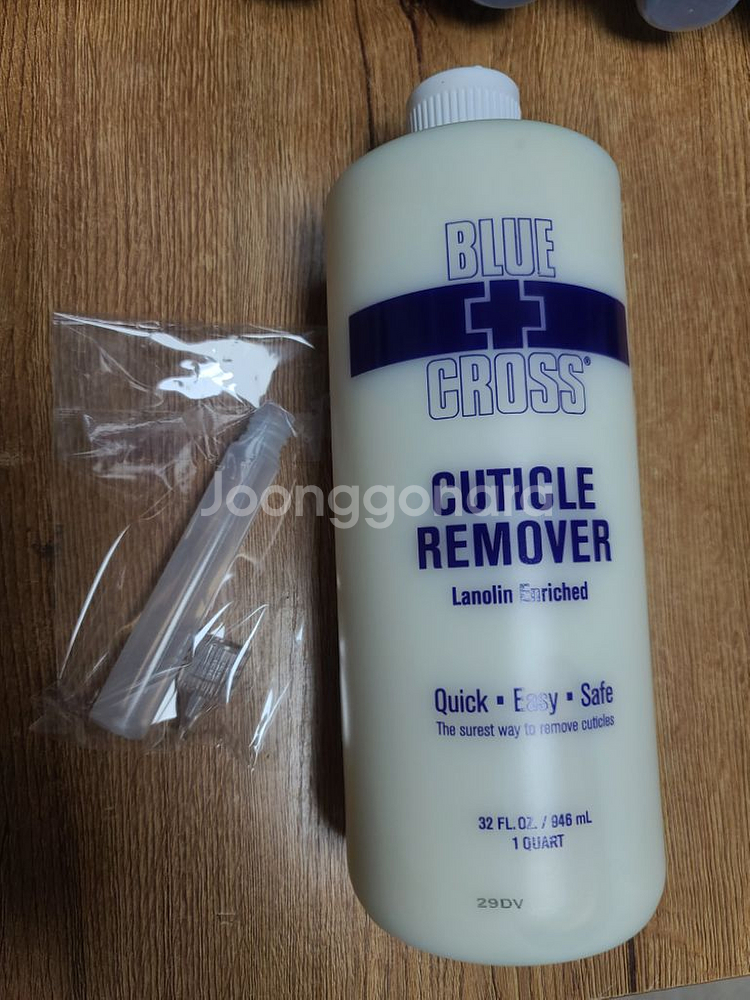 BLUE
CROSS®
CUTICLE
REMOVER
Lanolin Enriched
Quick ▪ Easy ▪ Safe
The surest way to remove cuticles
32 FL. OZ. / 946 mL
1 QUART
29DV
Joonggonara